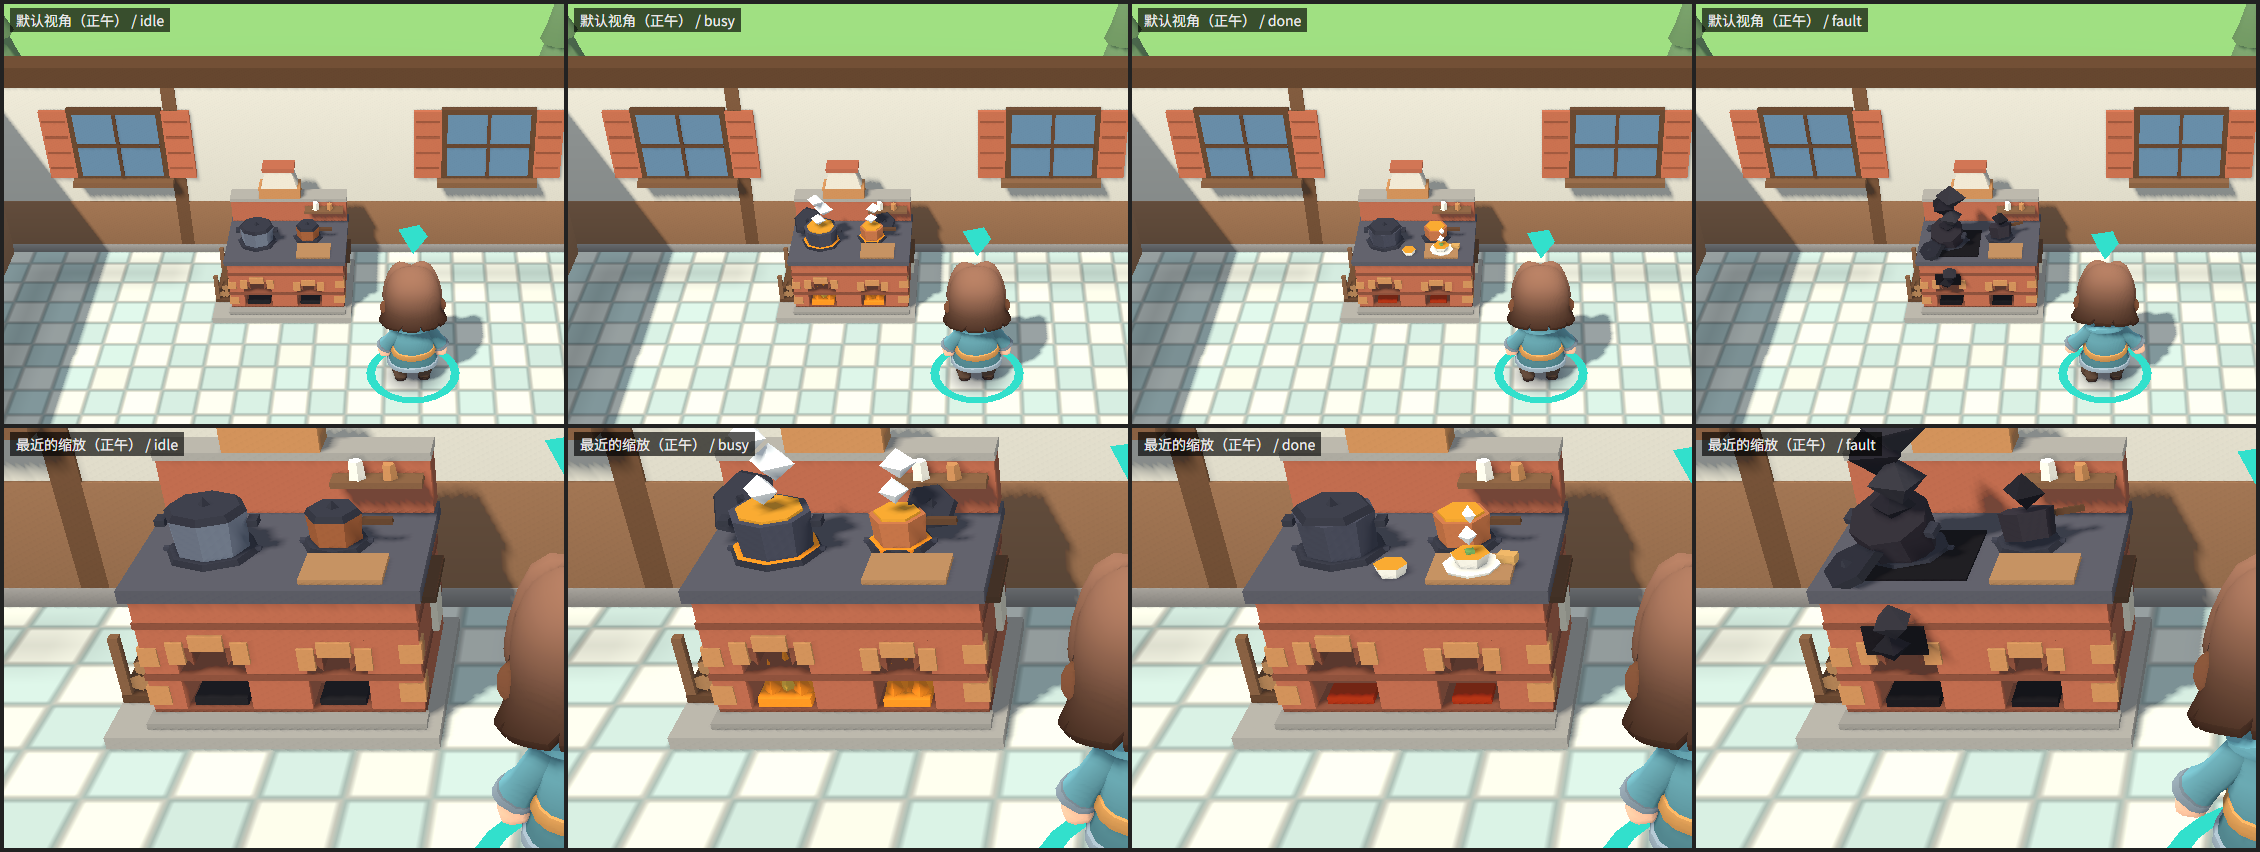 默认视角（正午） / idle
默认视角（正午） / busy
默认视角（正午） / done
默认视角（正午） / fault
最近的缩放（正午） / idle
最近的缩放（正午） / busy
最近的缩放（正午） / done
最近的缩放（正午） / fault